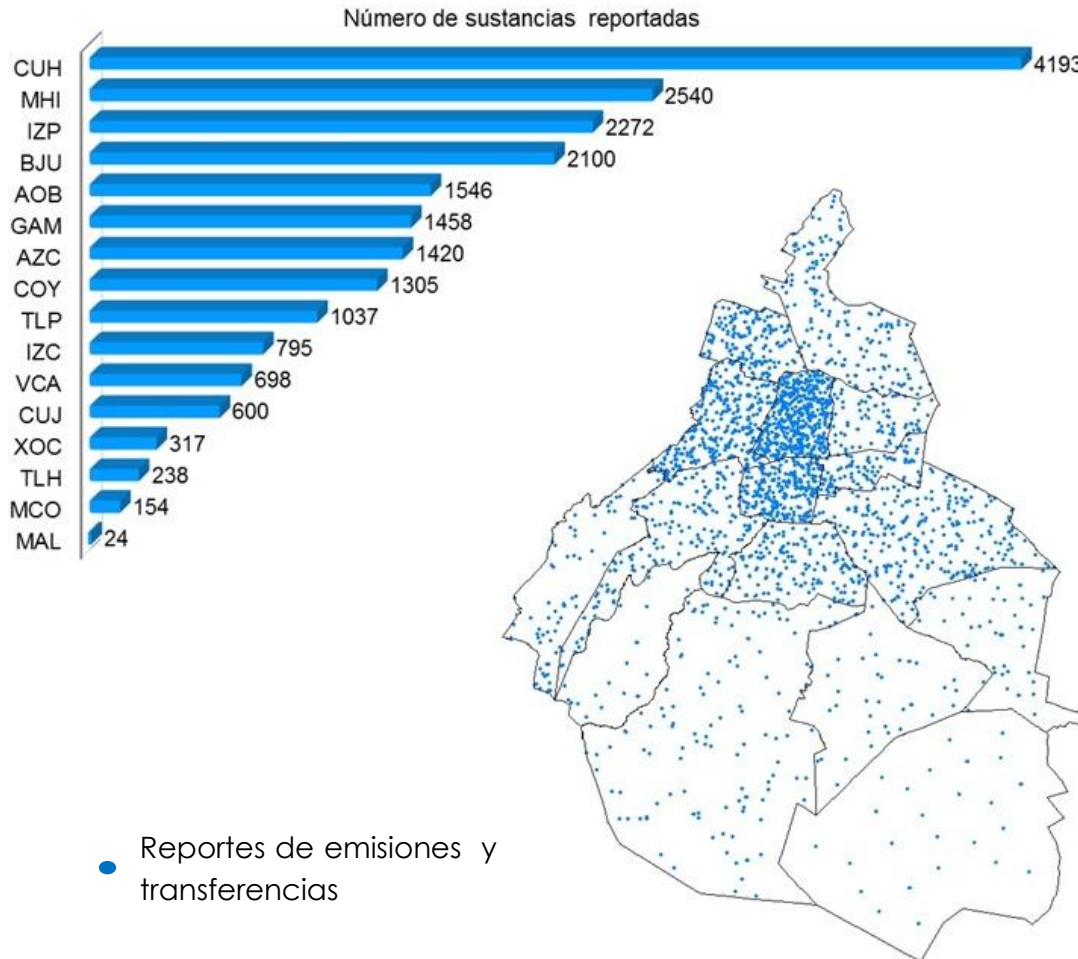 Número de sustancias reportadas
CUH 4193
MHI 2540
IZP 2272
BJU 2100
AOB 1546
GAM 1458
AZC 1420
COY 1305
TLP 1037
IZC 795
VCA 698
CUJ 600
XOC 317
TLH 238
MCO 154
MAL 24
Reportes de emisiones y
transferencias